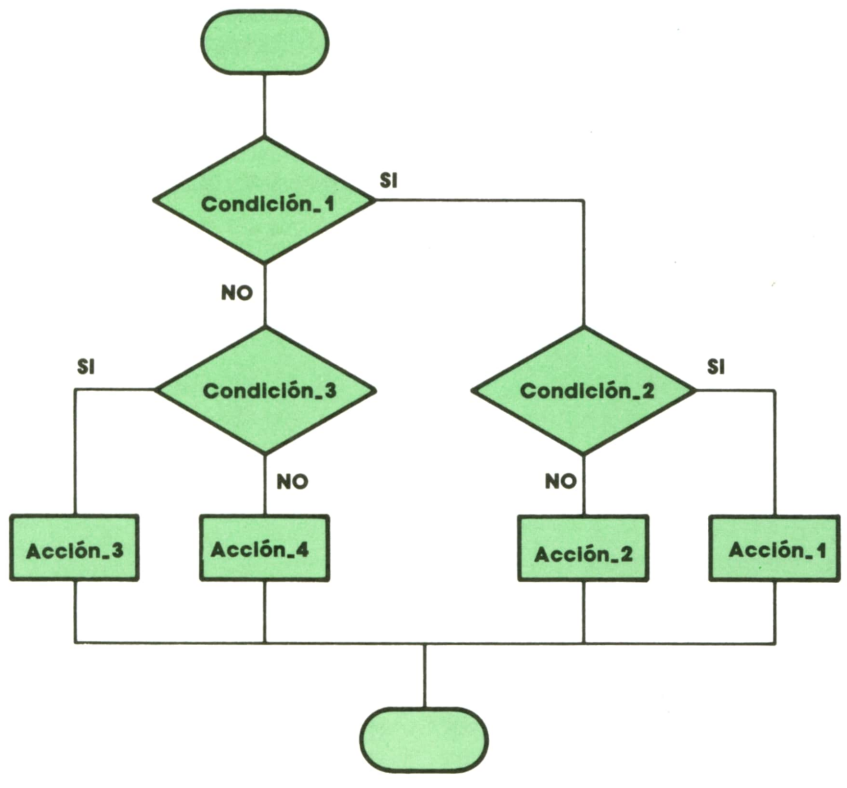 SI
Condición_1
NO
SI
SI
Condición_3
Condición_2
NO
NO
Acción_3
Acción_4
Acción_2
Acción_1